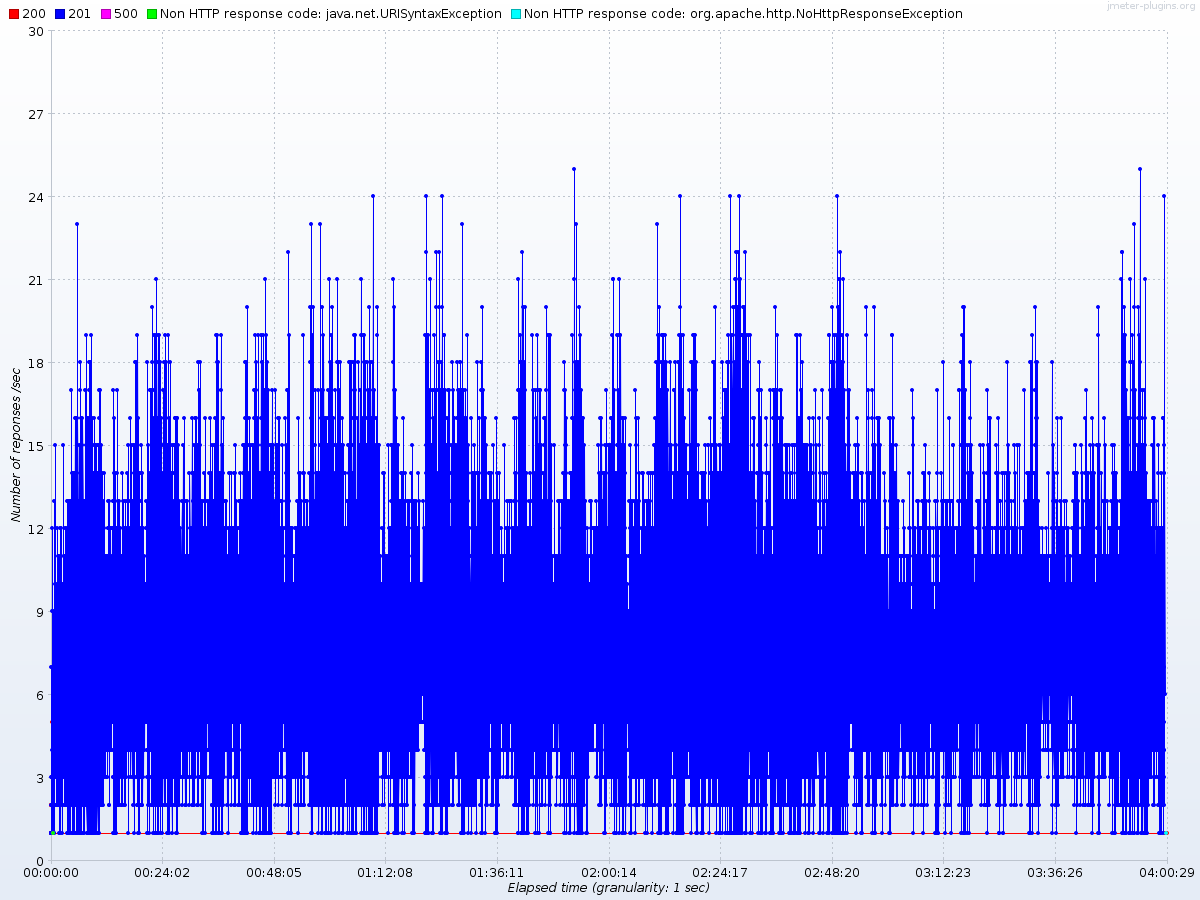 200 201 500 Non HTTP response code: java.net.URISyntaxException Non HTTP response code: org.apache.http.NoHttpResponseException
jmeter-plugins.org
30
27
24
21
18
15
12
9
6
3
0
Number of reponses /sec
00:00:00 00:24:02 00:48:05 01:12:08 01:36:11 02:00:14 02:24:17 02:48:20 03:12:23 03:36:26 04:00:29
Elapsed time (granularity: 1 sec)